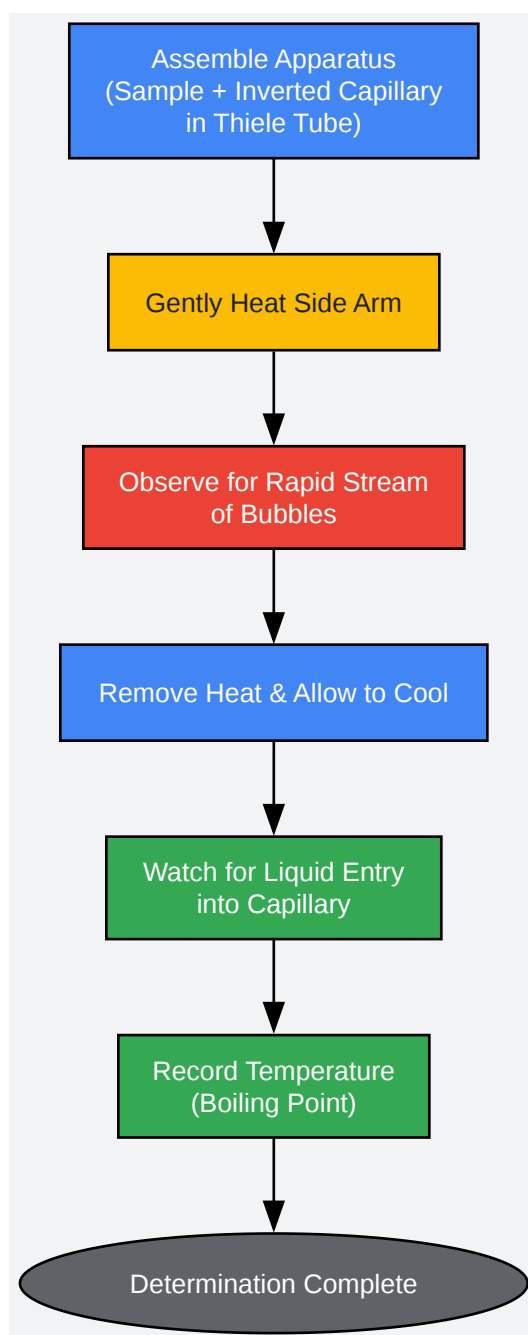 Assemble Apparatus
(Sample + Inverted Capillary
in Thiele Tube)
Gently Heat Side Arm
Observe for Rapid Stream
of Bubbles
Remove Heat & Allow to Cool
Watch for Liquid Entry
into Capillary
Record Temperature
(Boiling Point)
Determination Complete